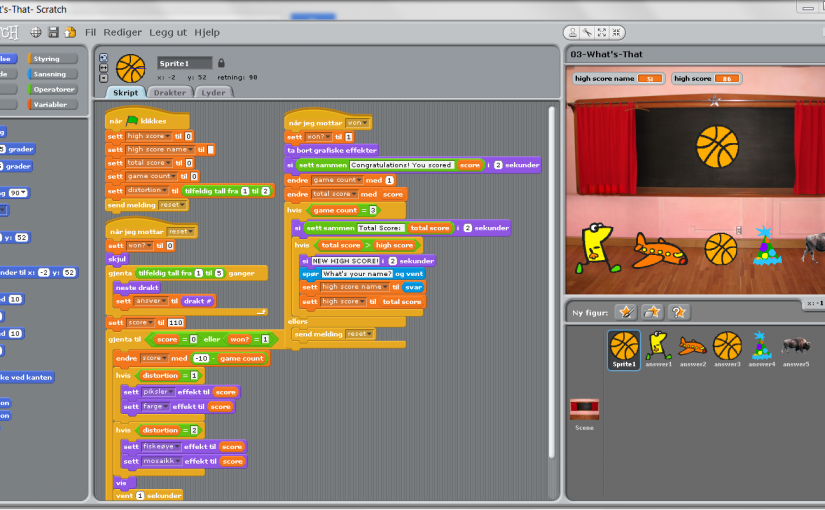 t's-That- Scratch
Fil Rediger Legg ut Hjelp
Styring
Sansning
Operatorer
Variabler
grader
grader
90
y: 52
til x: -2 y: 52
10
10
ke ved kanten
Sprite1
x: -2 y: 52 retning: 90
Skript Drakter Lyder
når klikkes
sett high score til 0
sett high score name til
sett total score til 0
sett game count til 0
sett distortion til tilfeldig tall fra 1 til 2
send melding reset
når jeg mottar reset
sett won? til 0
skjul
gjenta tilfeldig tall fra 1 til 5 ganger
neste drakt
sett answer til drakt #
sett score til 110
gjenta til score = 0 eller won? = 1
endre score med -10 - game count
hvis distortion = 1
sett piksler effekt til score
sett farge effekt til score
hvis distortion = 2
sett fiskeøye effekt til score
sett mosaikk effekt til score
vis
vent 1 sekunder
når jeg mottar won
sett won? til 1
ta bort grafiske effekter
si sett sammen Congratulations! You scored score i 2 sekunder
endre game count med 1
endre total score med score
hvis game count = 3
si sett sammen Total Score: total score i 2 sekunder
hvis total score > high score
si NEW HIGH SCORE! i 2 sekunder
spør What's your name? og vent
sett high score name til svar
sett high score til total score
ellers
send melding reset
03-What's-That
high score name Si high score 86
x: -1
Ny figur:
Sprite1 answer1 answer2 answer3 answer4 answer5
Scene